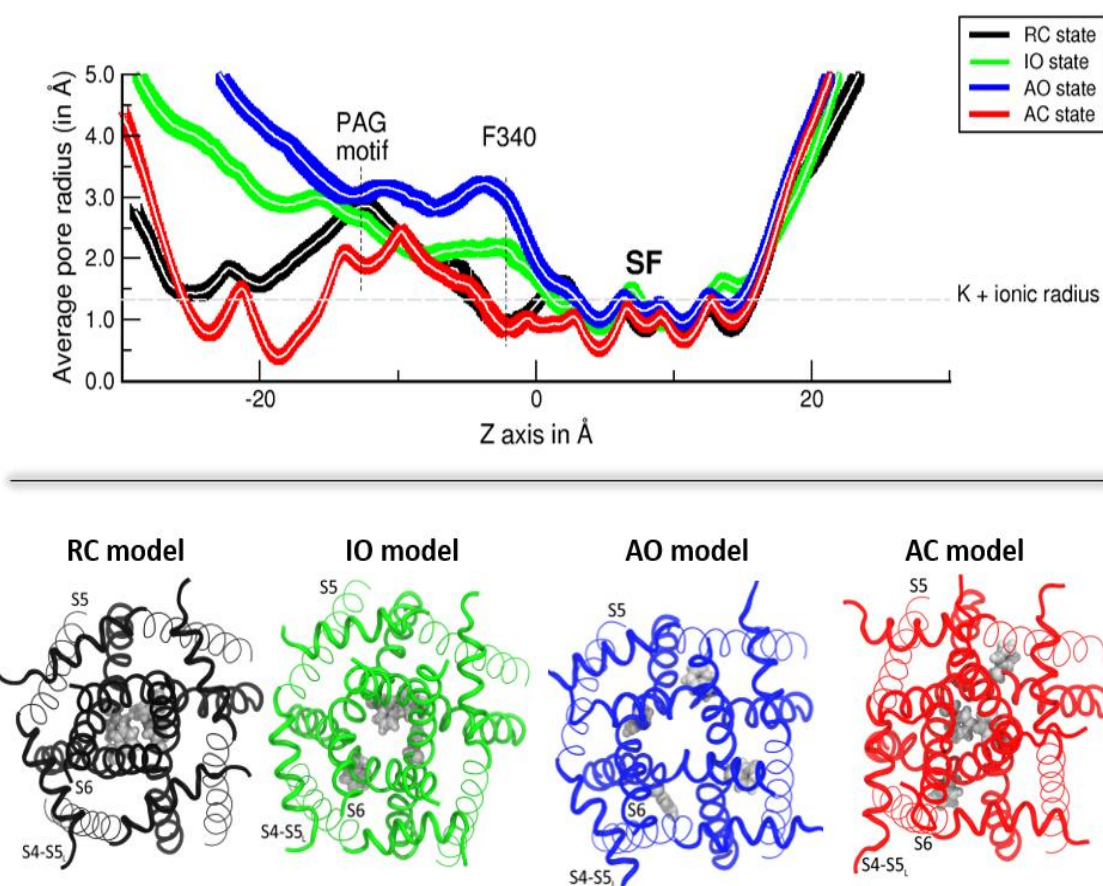 RC state
IO state
AO state
AC state
Average pore radius (in Å)
5.0
4.0
3.0
2.0
1.0
0.0
PAG
motif
F340
SF
K + ionic radius
-20
0
20
Z axis in Å
RC model
IO model
AO model
AC model
S5
S6
S4-S5L
S5
S6
S4-S5L
S5
S6
S4-S5L
S5
S6
S4-S5L